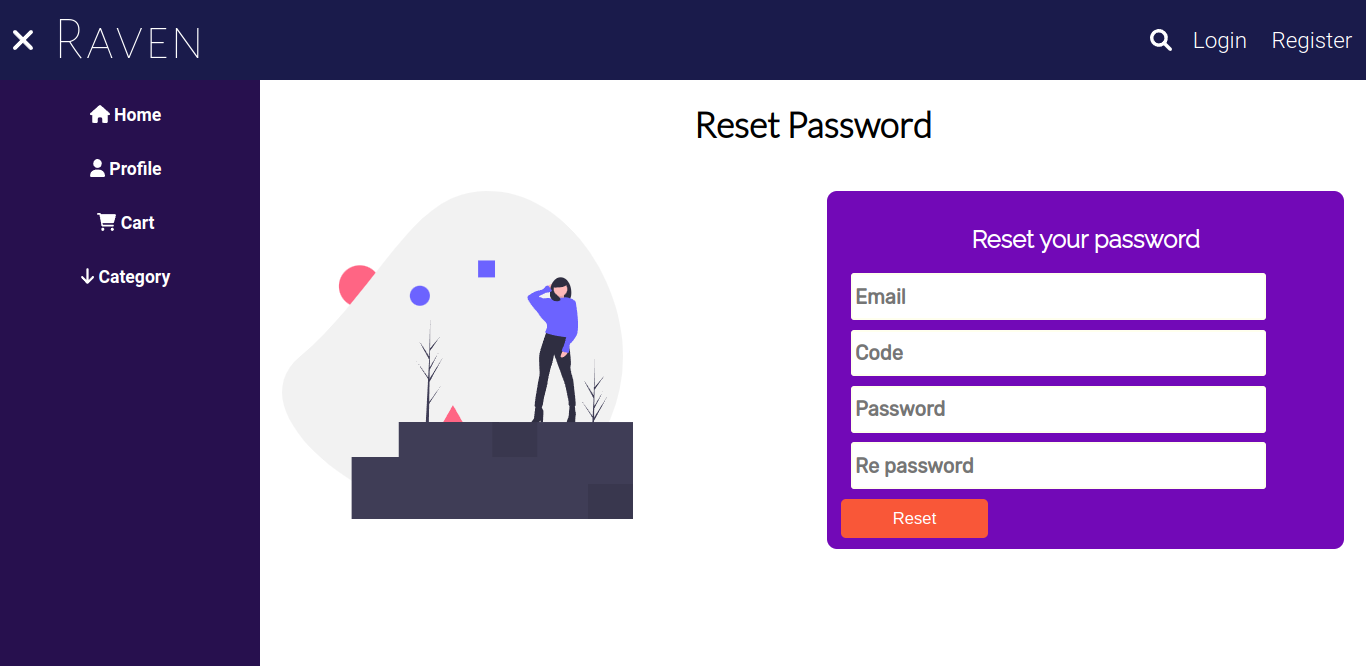 Raven
Login
Register
Home
Profile
Cart
Category
Reset Password
Reset your password
Email
Code
Password
Re password
Reset